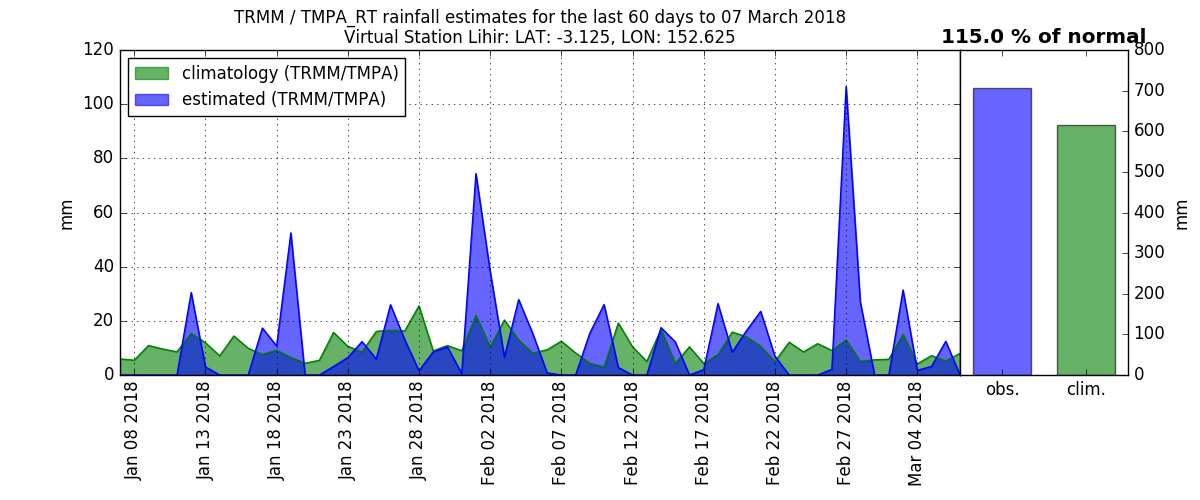 TRMM / TMPA_RT rainfall estimates for the last 60 days to 07 March 2018
Virtual Station Lihir: LAT: -3.125, LON: 152.625
115.0 % of normal
climatology (TRMM/TMPA)
estimated (TRMM/TMPA)
mm
120
100
80
60
40
20
0
Jan 08 2018
Jan 13 2018
Jan 18 2018
Jan 23 2018
Jan 28 2018
Feb 02 2018
Feb 07 2018
Feb 12 2018
Feb 17 2018
Feb 22 2018
Feb 27 2018
Mar 04 2018
obs.
clim.
800
700
600
500
400
300
200
100
0
mm